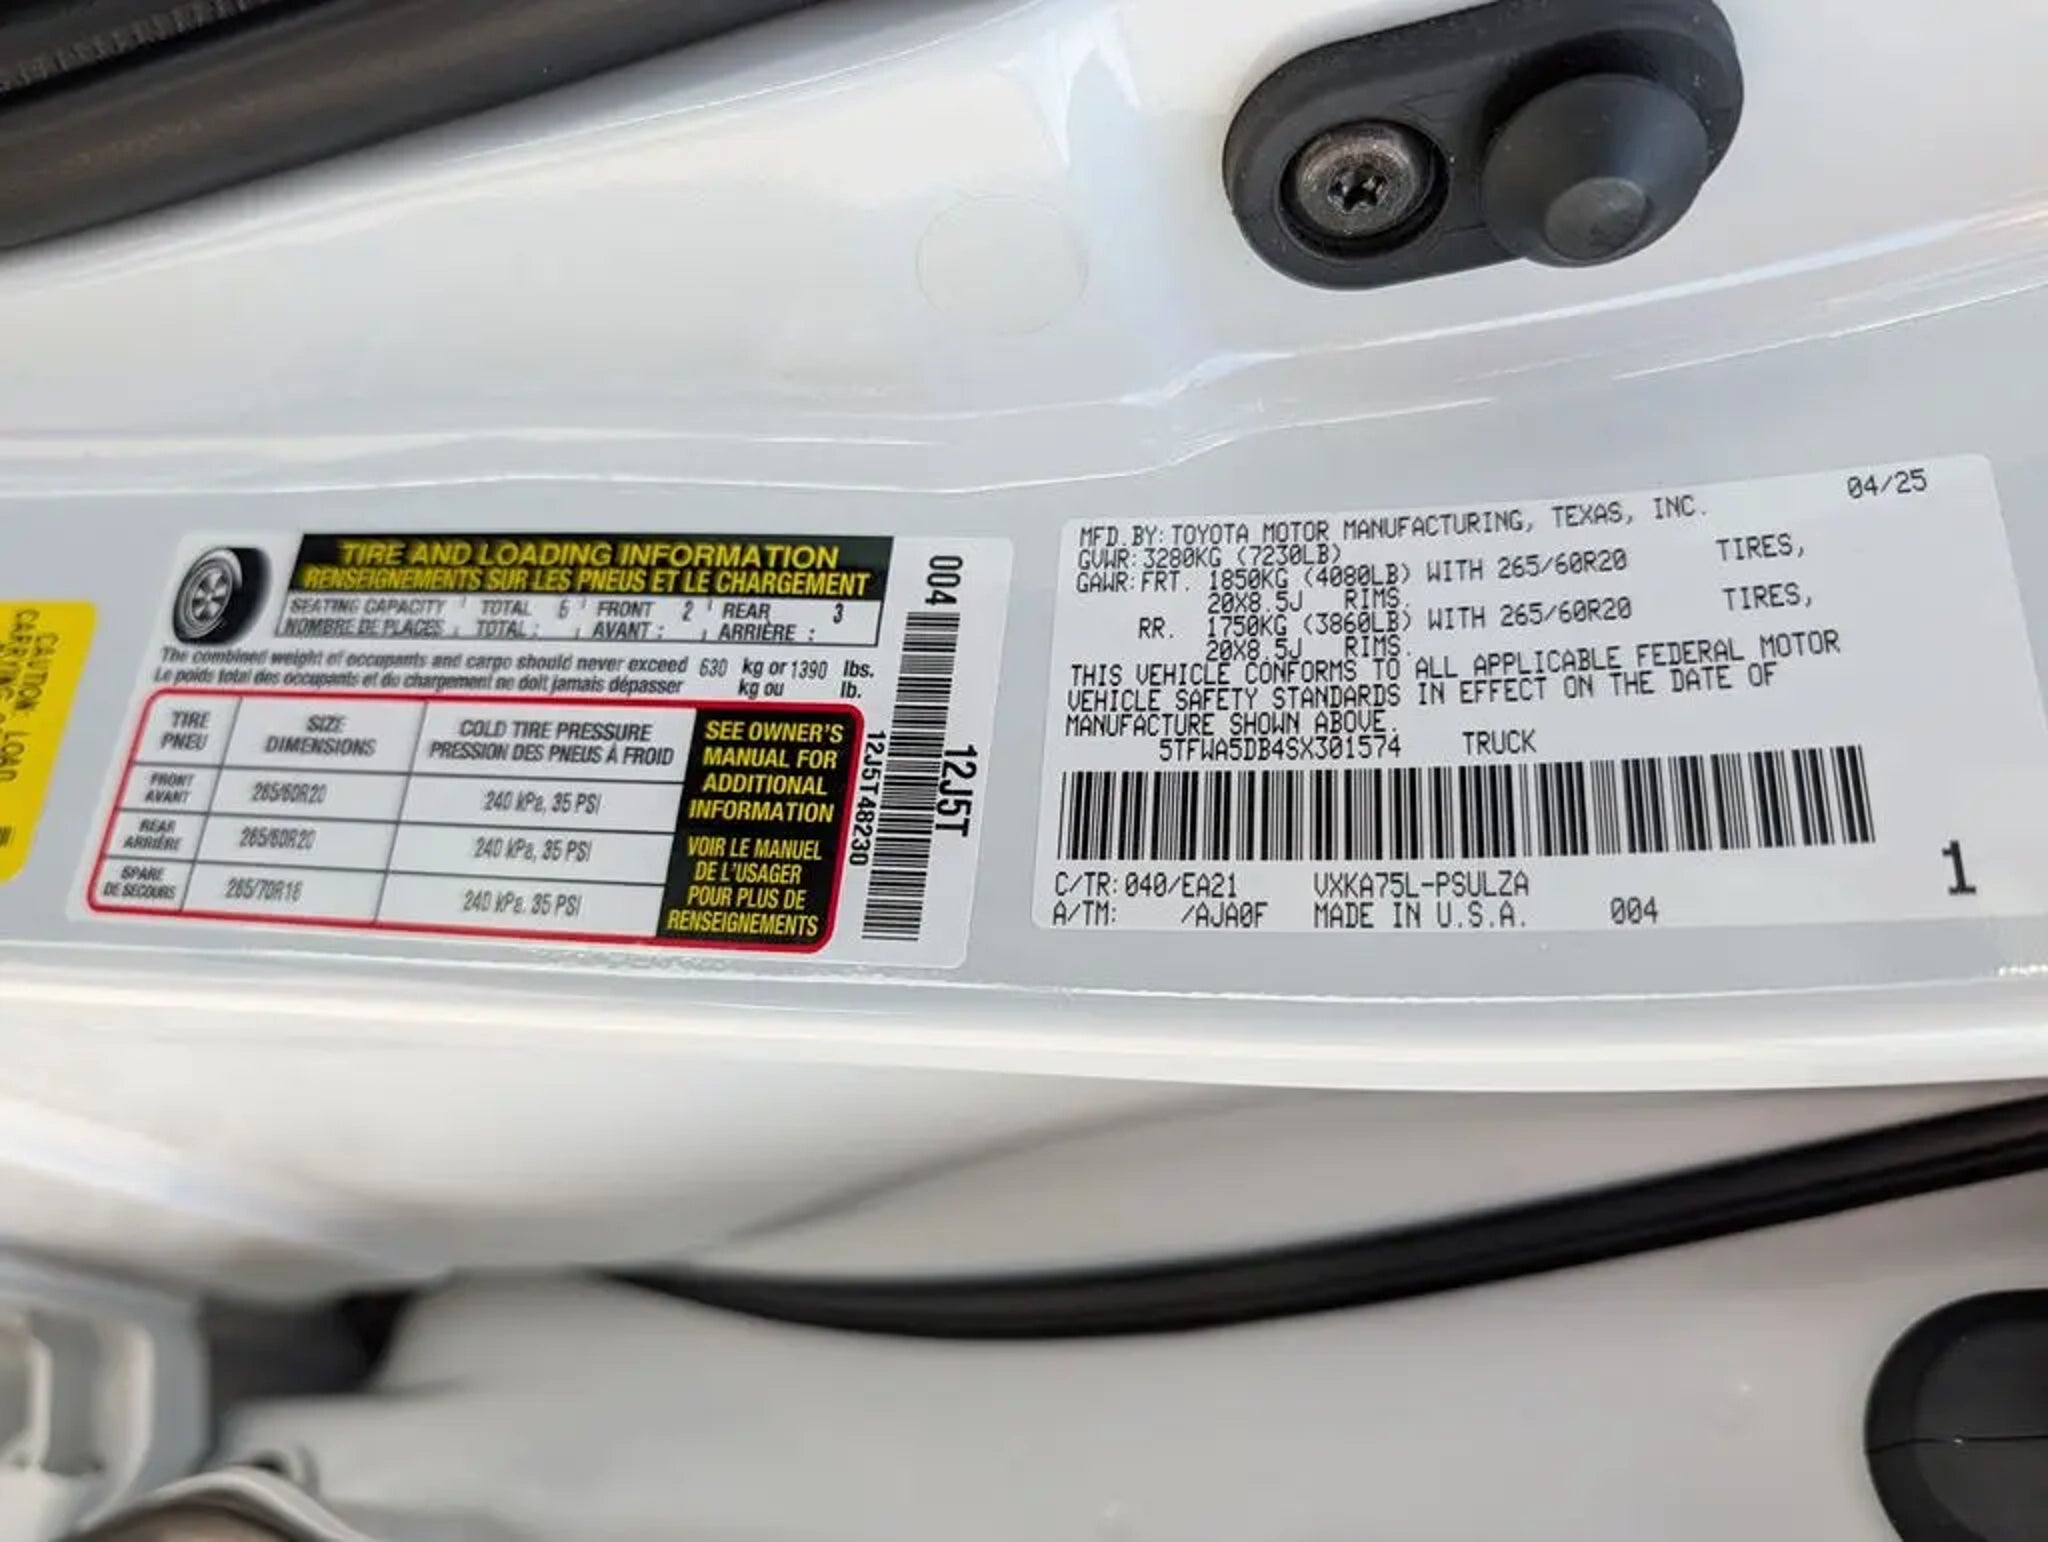 CAUTION: LOAD
TIRE AND LOADING INFORMATION
RENSEIGNEMENTS SUR LES PNEUS ET LE CHARGEMENT
SEATING CAPACITY TOTAL 5 FRONT 2 REAR 3
NOMBRE DE PLACES TOTAL: AVANT: ARRIÈRE :
The combined weight of occupants and cargo should never exceed 630 kg or 1390 lbs.
Le poids total des occupants et du chargement ne doit jamais dépasser kg ou lb.
TIRE SIZE COLD TIRE PRESSURE
PNEU DIMENSIONS PRESSION DES PNEUS À FROID
FRONT
AVANT 265/60R20 240 kPa, 35 PSI
REAR
ARRIÈRE 265/60R20 240 kPa, 35 PSI
SPARE
DE SECOURS 265/70R18 240 kPa, 35 PSI
SEE OWNER'S
MANUAL FOR
ADDITIONAL
INFORMATION
VOIR LE MANUEL
DE L'USAGER
POUR PLUS DE
RENSEIGNEMENTS
004
12J5T
12J5T48230
04/25
MFD.BY: TOYOTA MOTOR MANUFACTURING, TEXAS, INC.
GVWR: 3280KG (7230LB)
GAWR: FRT. 1850KG (4080LB) WITH 265/60R20 TIRES,
20X8.5J RIMS.
RR. 1750KG (3860LB) WITH 265/60R20 TIRES,
20X8.5J RIMS.
THIS VEHICLE CONFORMS TO ALL APPLICABLE FEDERAL MOTOR
VEHICLE SAFETY STANDARDS IN EFFECT ON THE DATE OF
MANUFACTURE SHOWN ABOVE.
5TFWA5DB4SX301574 TRUCK
C/TR: 040/EA21 VXKA75L-PSULZA
A/TM: /AJA0F MADE IN U.S.A. 004
1